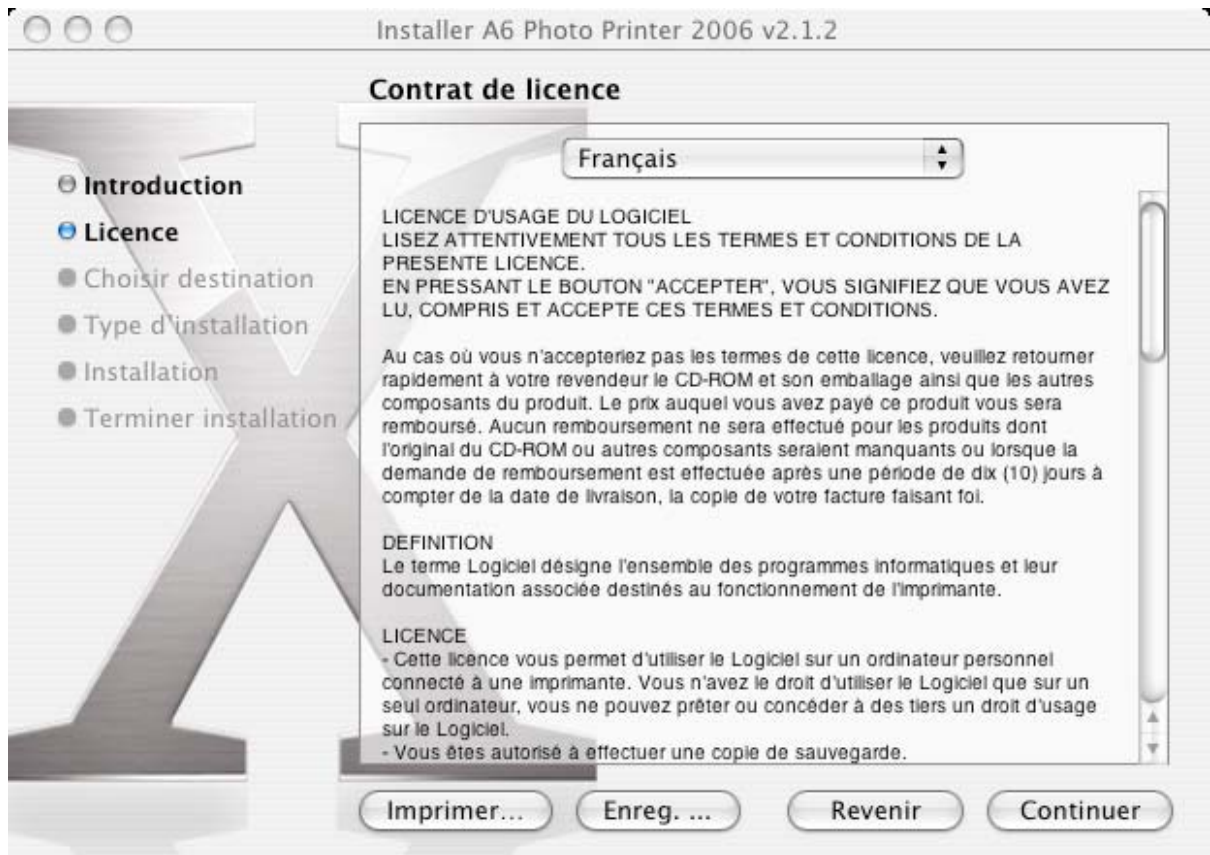 Installer A6 Photo Printer 2006 v2.1.2
Contrat de licence
Introduction
Licence
Choisir destination
Type d'installation
Installation
Terminer installation
Français
LICENCE D'USAGE DU LOGICIEL
LISEZ ATTENTIVEMENT TOUS LES TERMES ET CONDITIONS DE LA
PRESENTE LICENCE.
EN PRESSANT LE BOUTON "ACCEPTER", VOUS SIGNIFIEZ QUE VOUS AVEZ
LU, COMPRIS ET ACCEPTE CES TERMES ET CONDITIONS.
Au cas où vous n'accepteriez pas les termes de cette licence, veuillez retourner
rapidement à votre revendeur le CD-ROM et son emballage ainsi que les autres
composants du produit. Le prix auquel vous avez payé ce produit vous sera
remboursé. Aucun remboursement ne sera effectué pour les produits dont
l'original du CD-ROM ou autres composants seraient manquants ou lorsque la
demande de remboursement est effectuée après une période de dix (10) jours à
compter de la date de livraison, la copie de votre facture faisant foi.
DEFINITION
Le terme Logiciel désigne l'ensemble des programmes informatiques et leur
documentation associée destinés au fonctionnement de l'imprimante.
LICENCE
- Cette licence vous permet d'utiliser le Logiciel sur un ordinateur personnel
connecté à une imprimante. Vous n'avez le droit d'utiliser le Logiciel que sur un
seul ordinateur, vous ne pouvez prêter ou concéder à des tiers un droit d'usage
sur le Logiciel.
- Vous êtes autorisé à effectuer une copie de sauvegarde.
Imprimer...
Enreg. ...
Revenir
Continuer